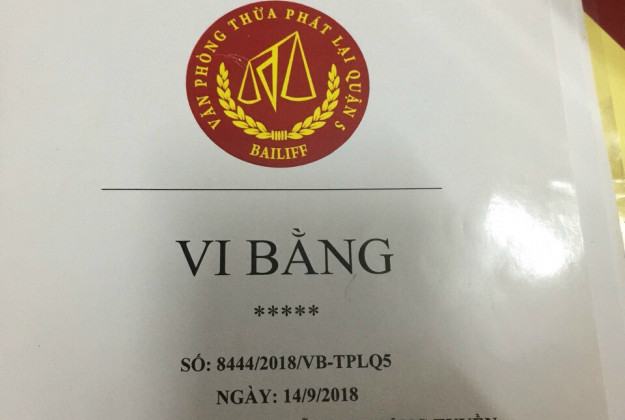 VĂN PHÒNG THỪA PHÁT LẠI QUẬN 5
BAILIFF
VI BẰNG
*****
SỐ: 8444/2018/VB-TPLQ5
NGÀY: 14/9/2018